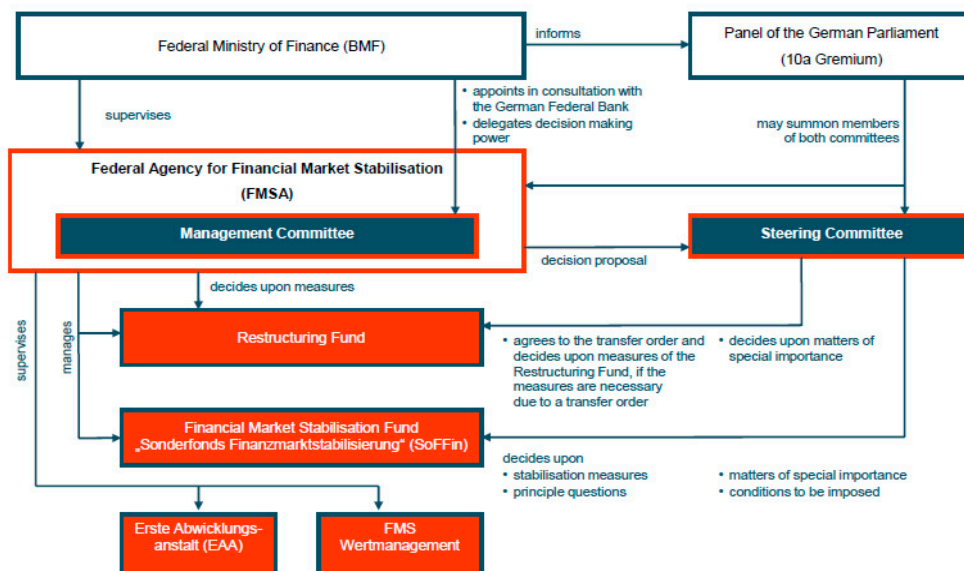 Federal Ministry of Finance (BMF)
informs
Panel of the German Parliament
(10a Gremium)
supervises
• appoints in consultation with
the German Federal Bank
• delegates decision making
power
may summon members
of both committees
Federal Agency for Financial Market Stabilisation
(FMSA)
Management Committee
decision proposal
Steering Committee
supervises
manages
decides upon measures
Restructuring Fund
• agrees to the transfer order and
decides upon measures of the
Restructuring Fund, if the
measures are necessary
due to a transfer order
• decides upon matters of
special importance
Financial Market Stabilisation Fund
„Sonderfonds Finanzmarktstabilisierung“ (SoFFin)
decides upon
• stabilisation measures
• principle questions
• matters of special importance
• conditions to be imposed
Erste Abwicklungs-
anstalt (EAA)
FMS
Wertmanagement